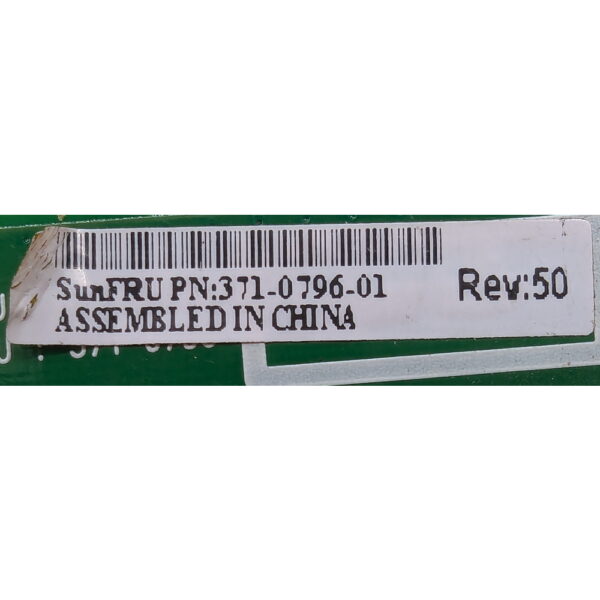 SunFRU PN:371-0796-01
Rev:50
ASSEMBLED IN CHINA